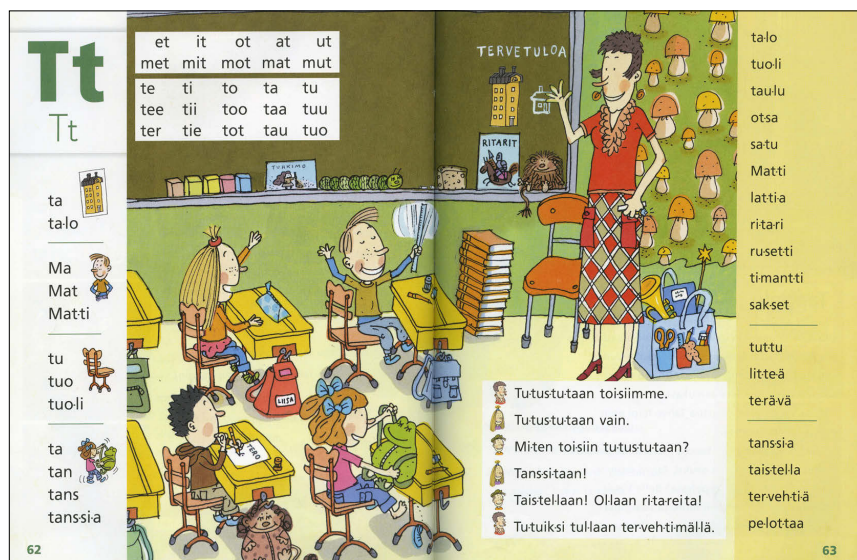 Tt
Tt
ta
ta·lo
Ma
Mat
Mat·ti
tu
tuo
tuo·li
ta
tan
tans
tans·si·a
62
et it ot at ut
met mit mot mat mut
te ti to ta tu
tee tii too taa tuu
ter tie tot tau tuo
TERVETULOA
RITARIT
LIISA
TERO
Tu·tus·tu·taan toi·siim·me.
Tu·tus·tu·taan vain.
Mi·ten toi·siin tu·tus·tu·taan?
Tans·si·taan!
Tais·tel·laan! Ol·laan ri·ta·rei·ta!
Tu·tuik·si tul·laan ter·veh·ti·mäl·lä.
ta·lo
tuo·li
tau·lu
ot·sa
sa·tu
Mat·ti
lat·ti·a
ri·ta·ri
ru·set·ti
ti·mant·ti
sak·set
tut·tu
lit·te·ä
te·rä·vä
tans·si·a
tais·tel·la
ter·veh·ti·ä
pe·lot·taa
63